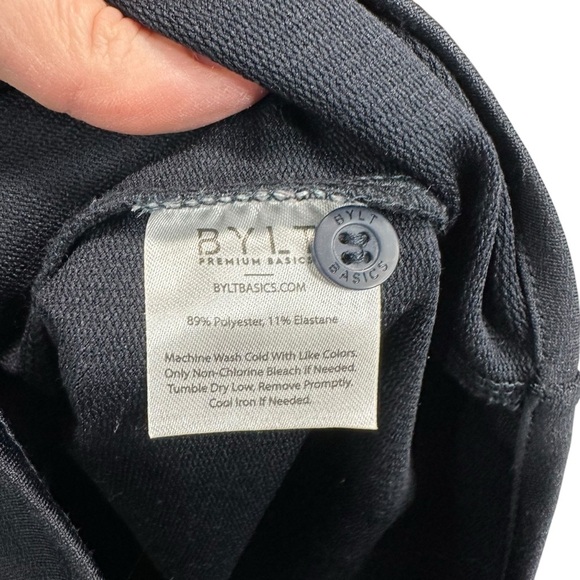 BYLT
PREMIUM BASICS
BYLTBASICS.COM
89% Polyester, 11% Elastane
Machine Wash Cold With Like Colors.
Only Non-Chlorine Bleach If Needed.
Tumble Dry Low, Remove Promptly,
Cool Iron If Needed.
BYLT
BASICS